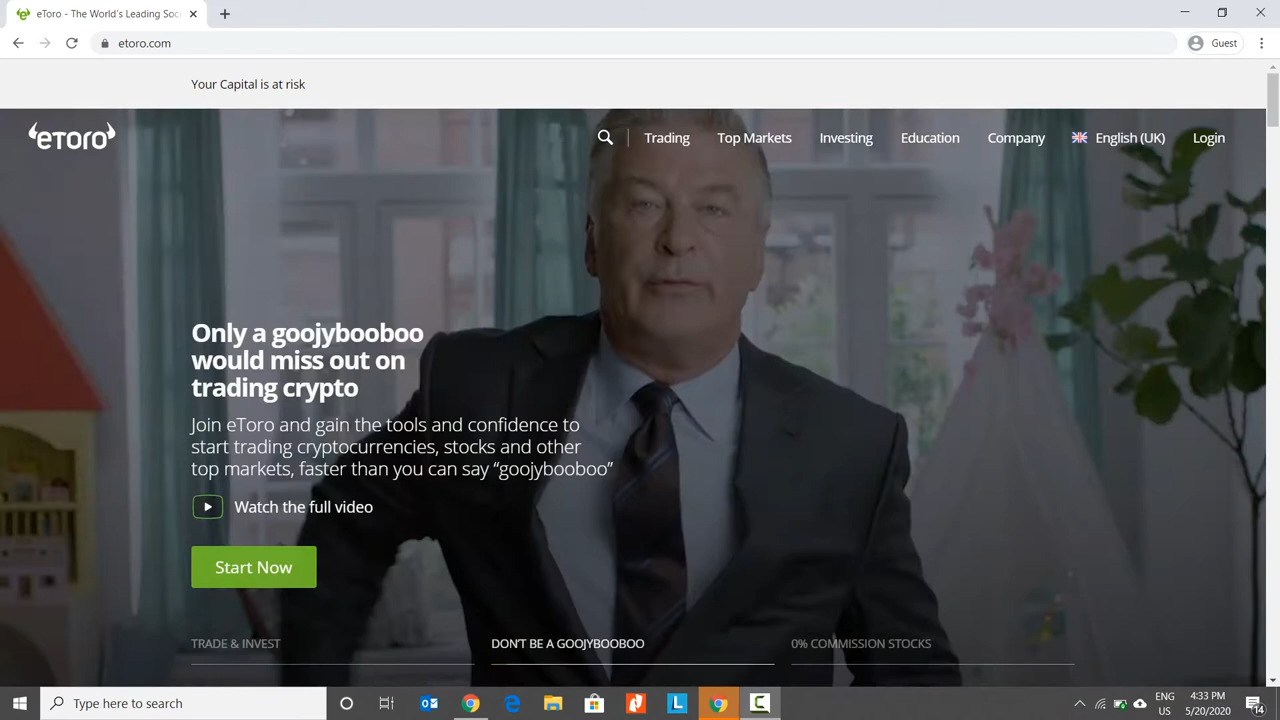 eToro - The World's Leading Soc
etoro.com
Guest
Your Capital is at risk
eToro
Trading
Top Markets
Investing
Education
Company
English (UK)
Login
Only a goojybooboo
would miss out on
trading crypto
Join eToro and gain the tools and confidence to
start trading cryptocurrencies, stocks and other
top markets, faster than you can say “goojybooboo”
Watch the full video
Start Now
TRADE & INVEST
DON'T BE A GOOJYBOOBOO
0% COMMISSION STOCKS
Type here to search
ENG
US
4:33 PM
5/20/2020
14